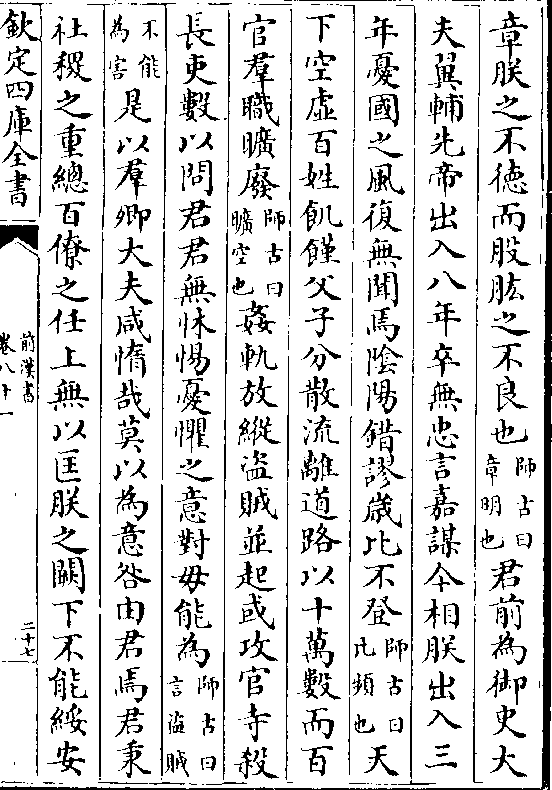 章朕之不德而股肱之不良也師古曰章明也君前為御史大
夫翼輔先帝出入八年卒無忠言嘉謀今相朕出入三
年憂國之風復無聞焉陰陽錯謬歲比不登師古曰比頻也天
下空虛百姓飢饉父子分散流離道路以十萬數而百
官羣職曠廢師古曰曠空也姦軌放縱盜賊並起或攻官寺殺
長吏數以問君君無怵惕憂懼之意對毋能為師古曰言盜賊
不能為害是以羣卿大夫咸惰哉莫以為意咎由君焉君秉
社稷之重總百僚之任上無以匡朕之闕下不能綏安
欽定四庫全書
前漢書
卷八十一
二十七